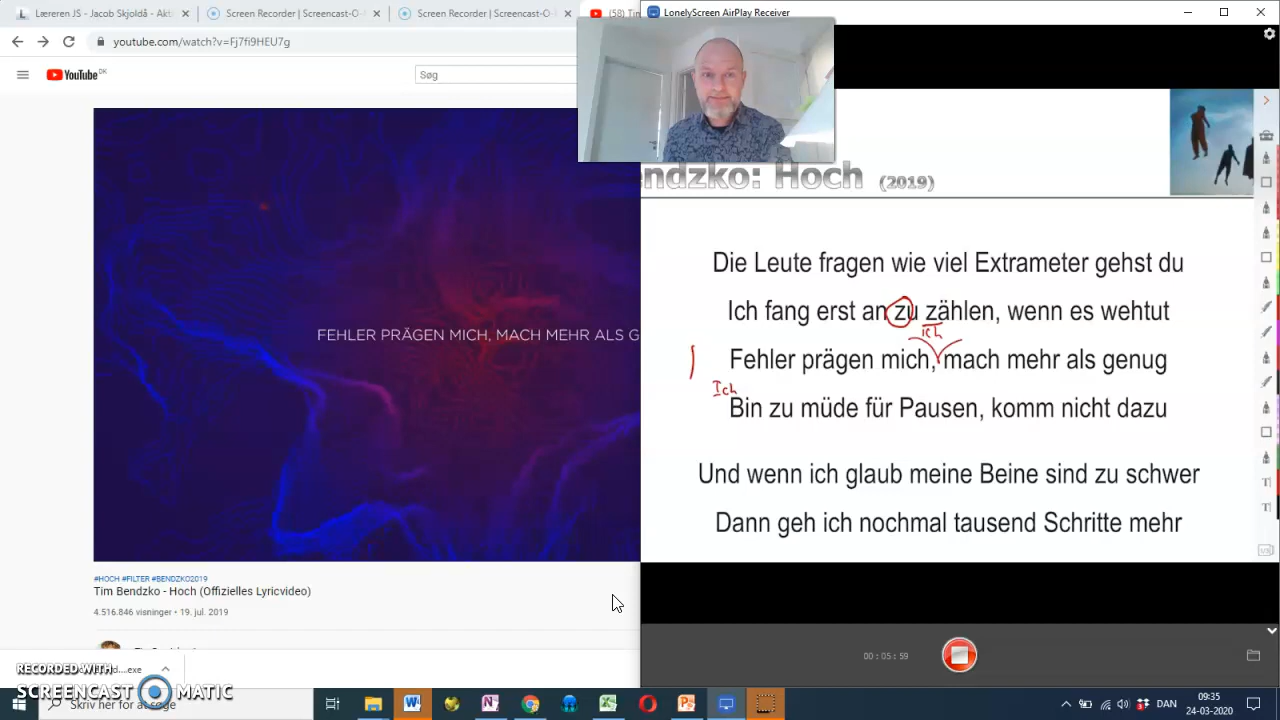 Læreren JS - Jacob Skjoldå - Akti
Screen Recorder | Screencast-O-
Screen Recorder | Screencast-O-
(58) Ti
LonelyScreen AirPlay Receiver
youtube.com/watch?v=Fj7fi9HEU7g
YouTube DK
Søg
endzko: Hoch (2019)
Die Leute fragen wie viel Extrameter gehst du
Ich fang erst an zu zählen, wenn es wehtut
ich
FEHLER PRÄGEN MICH, MACH MEHR ALS G
Fehler prägen mich, mach mehr als genug
Ich
Bin zu müde für Pausen, komm nicht dazu
Und wenn ich glaub meine Beine sind zu schwer
Dann geh ich nochmal tausend Schritte mehr
#HOCH #FILTER #BENDZKO2019
Tim Bendzko - Hoch (Offizielles Lyricvideo)
4.516.846 visninger • 19. jul. 2019
00:05:59
RECORDED WITH
d....exe
SCREENCAST MATIC
Skriv her for at søge
DAN
09:35
24-03-2020